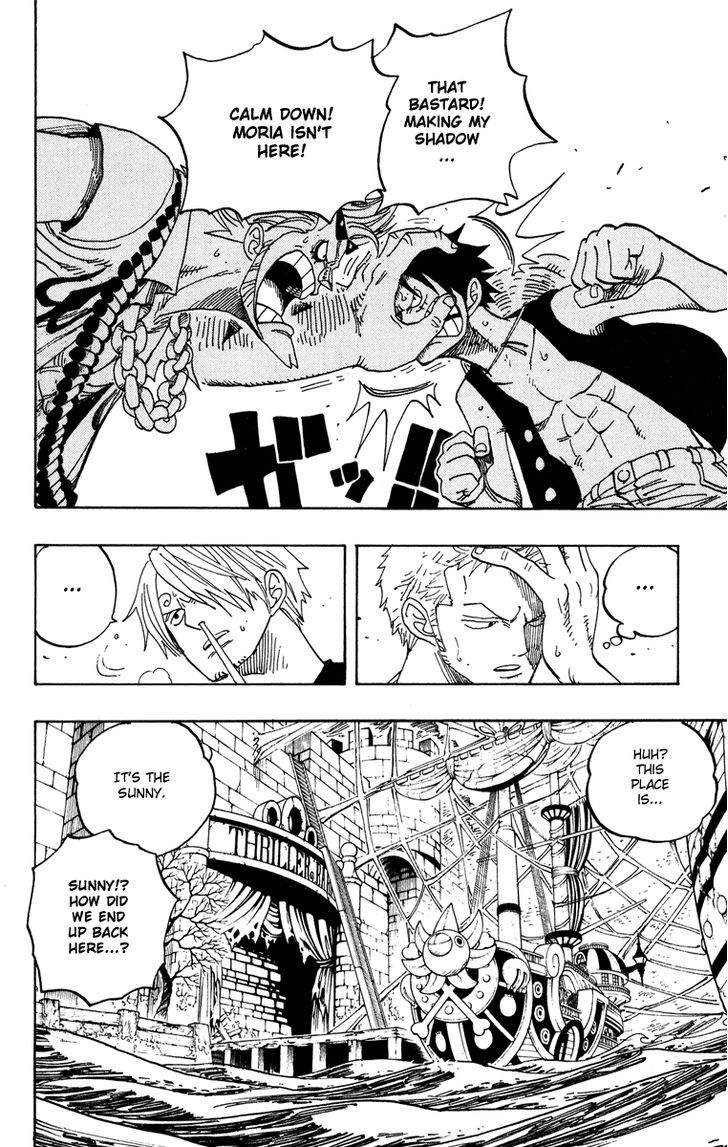 THAT
BASTARD!
MAKING MY
SHADOW
...
CALM DOWN!
MORIA ISN'T
HERE!
ガッ
...
...
HUH?
THIS
PLACE
IS...
IT'S THE
SUNNY.
THRILLER
SUNNY!?
HOW DID
WE END
UP BACK
HERE...?